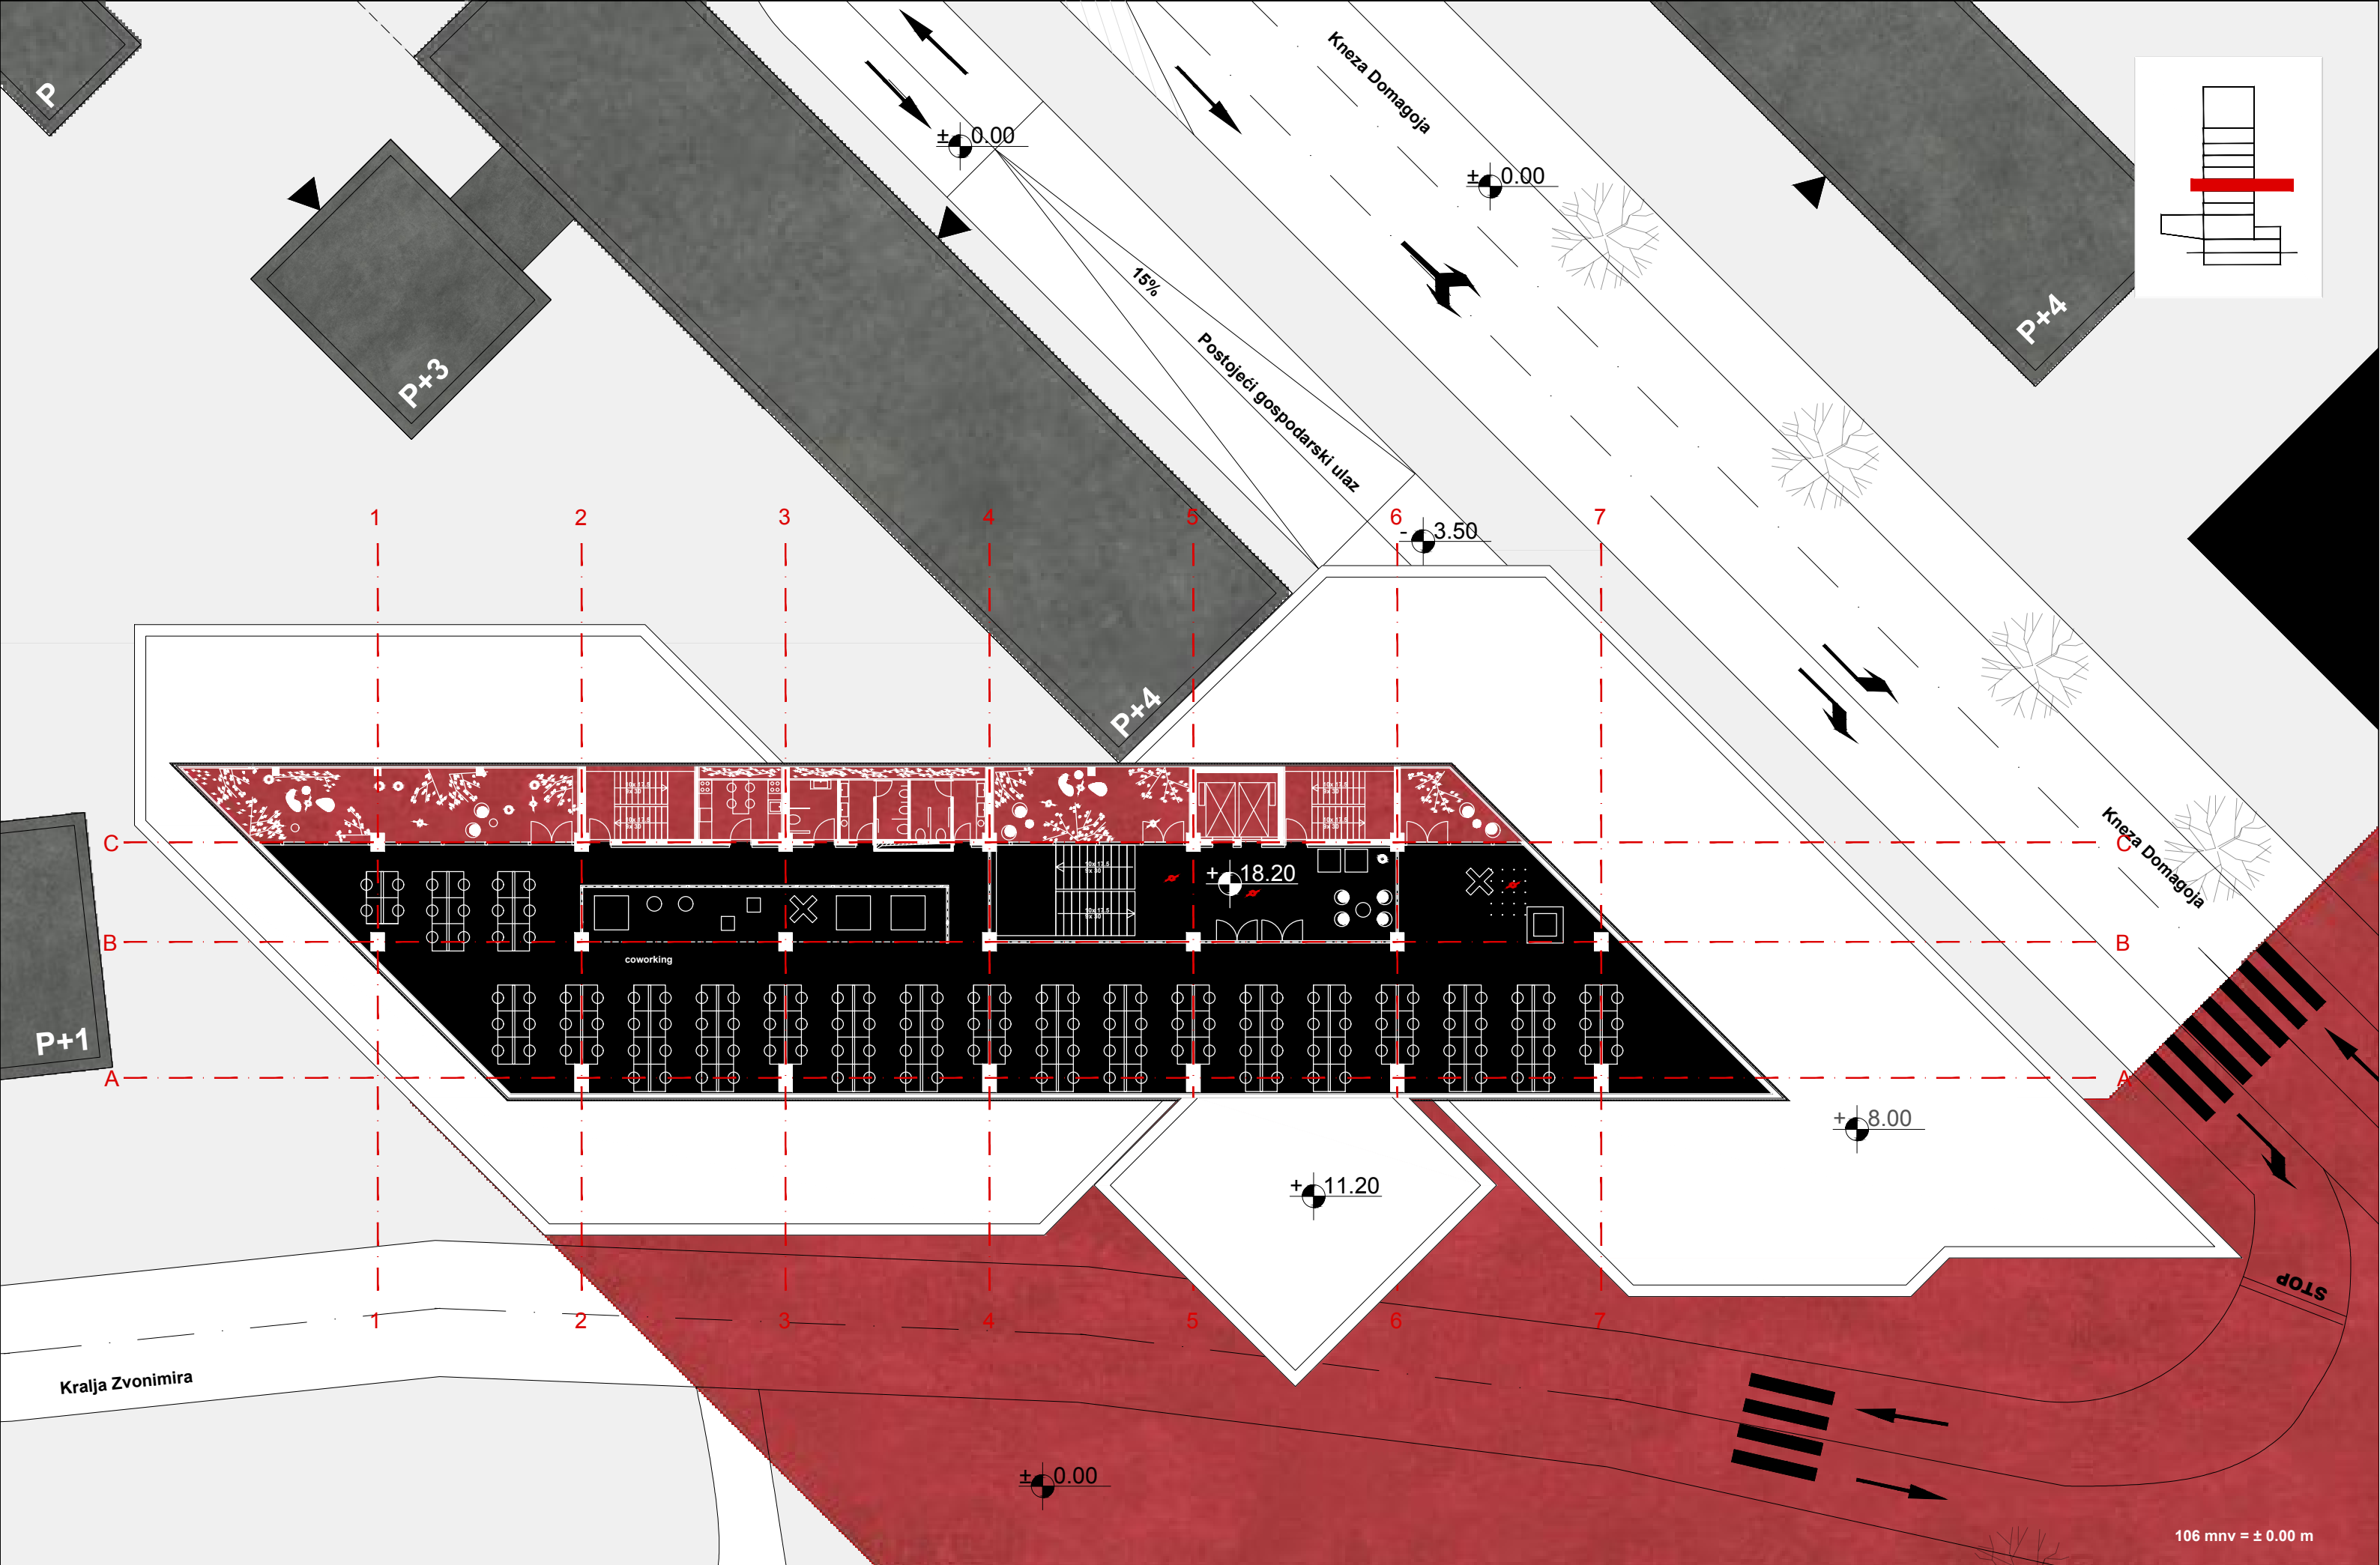 P
Kneza Domagoja
± 0.00
± 0.00
15%
P+3
P+4
Postojeći gospodarski ulaz
1 2 3 4 5 6 7
- 3.50
P+4
C C
Kneza Domagoja
+ 18.20
B B
coworking
P+1
A A
+ 8.00
+ 11.20
STOP
1 2 3 4 5 6 7
Kralja Zvonimira
± 0.00
106 mnv = ± 0.00 m